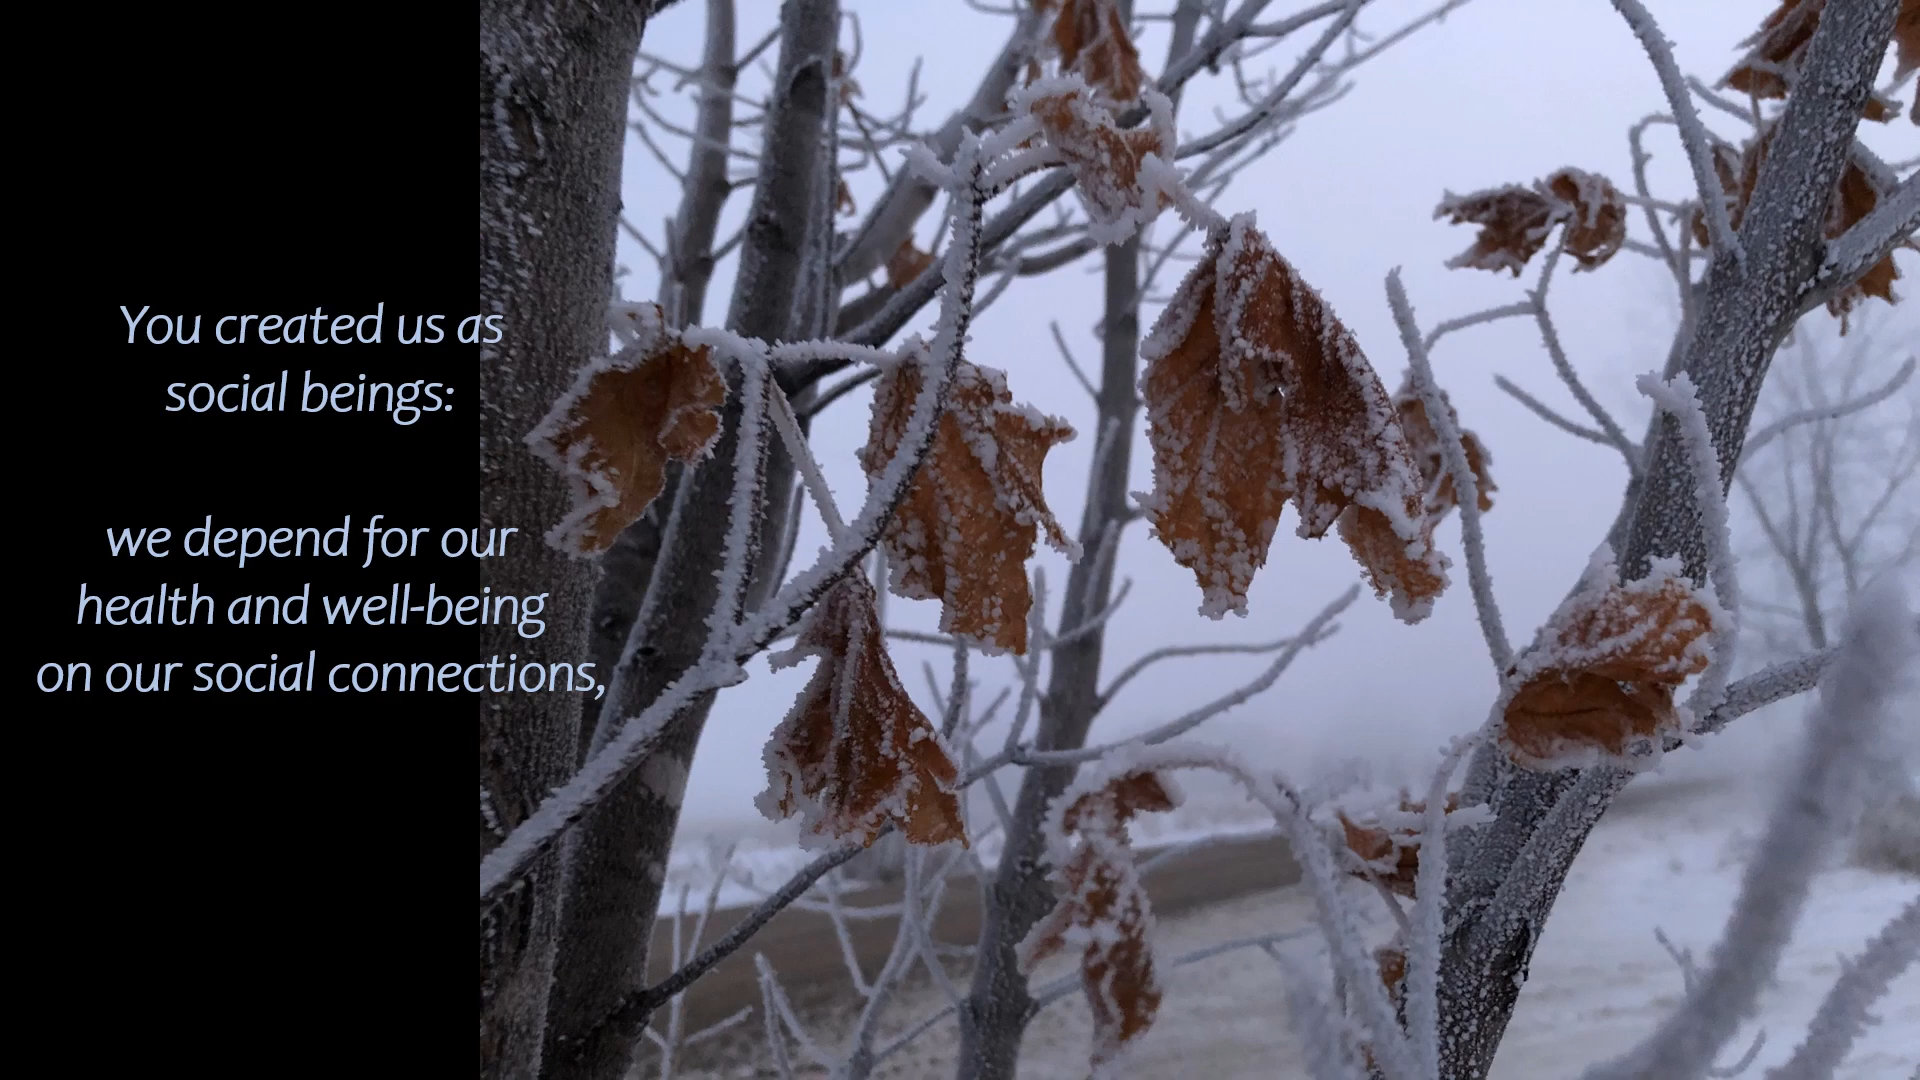 You created us as
social beings:
we depend for our
health and well-being
on our social connections,